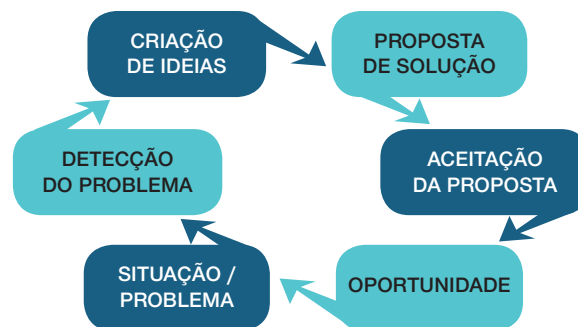 CRIAÇÃO
DE IDEIAS
PROPOSTA
DE SOLUÇÃO
DETECÇÃO
DO PROBLEMA
ACEITAÇÃO
DA PROPOSTA
SITUAÇÃO /
PROBLEMA
OPORTUNIDADE